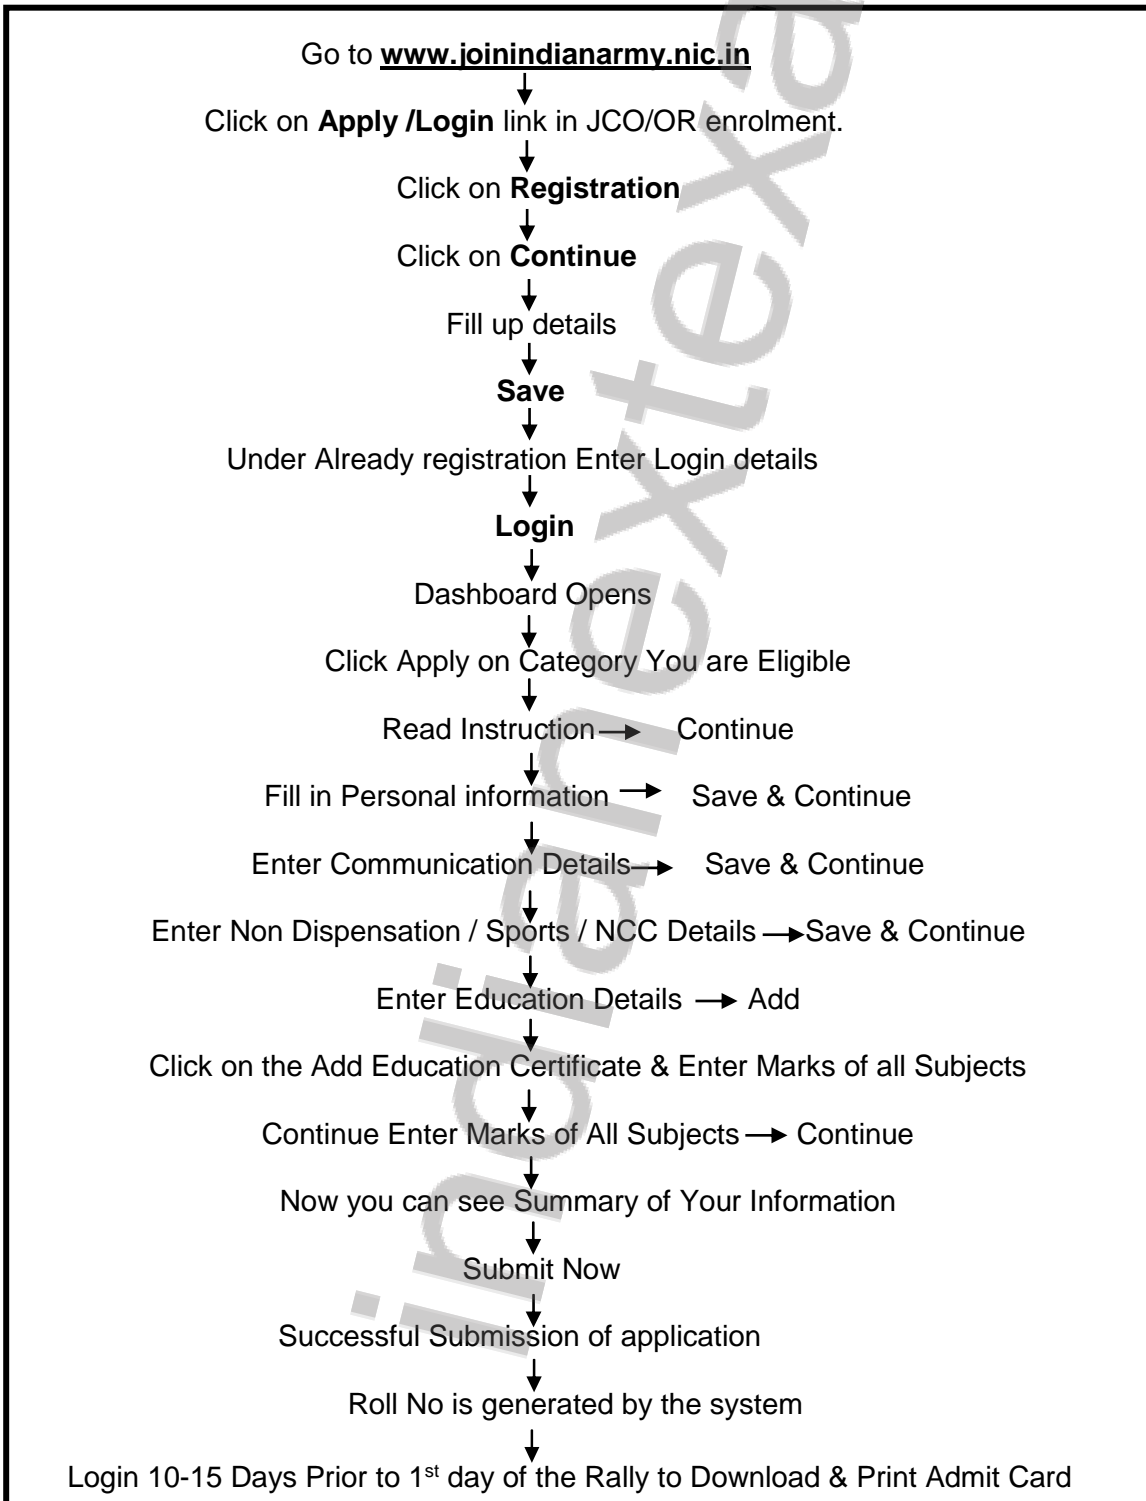 Go to www.joinindianarmy.nic.in
Click on Apply /Login link in JCO/OR enrolment.
Click on Registration
Click on Continue
Fill up details
Save
Under Already registration Enter Login details
Login
Dashboard Opens
Click Apply on Category You are Eligible
Read Instruction → Continue
Fill in Personal information → Save & Continue
Enter Communication Details → Save & Continue
Enter Non Dispensation / Sports / NCC Details → Save & Continue
Enter Education Details → Add
Click on the Add Education Certificate & Enter Marks of all Subjects
Continue Enter Marks of All Subjects → Continue
Now you can see Summary of Your Information
Submit Now
Successful Submission of application
Roll No is generated by the system
Login 10-15 Days Prior to 1st day of the Rally to Download & Print Admit Card
indianextexa